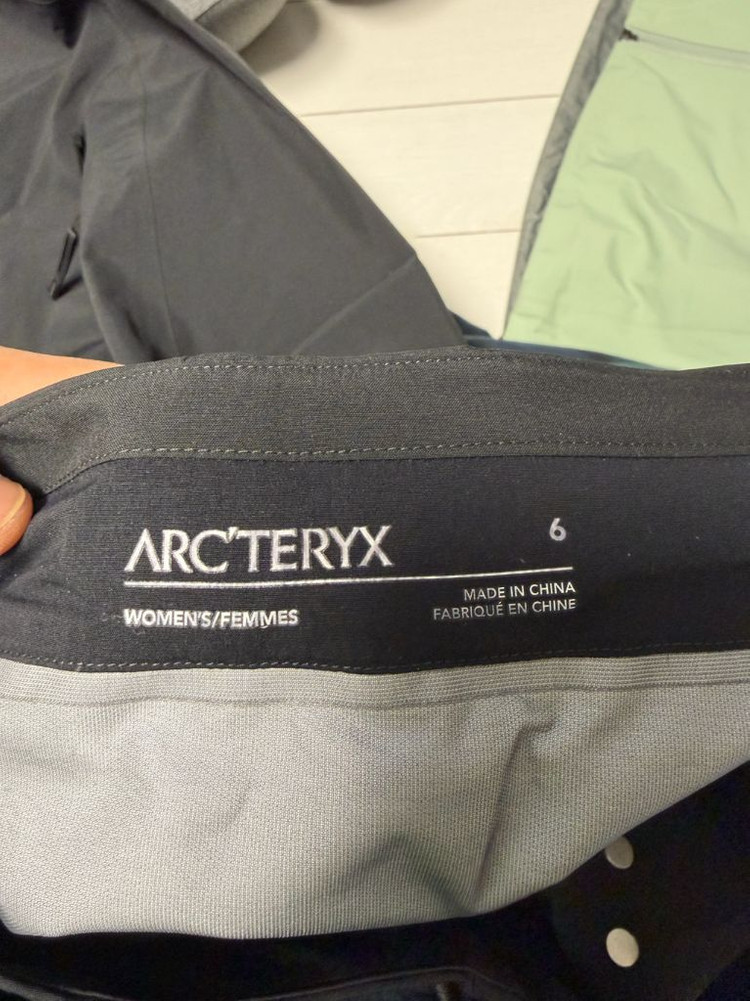 ARC'TERYX
6
WOMEN'S/FEMMES
MADE IN CHINA
FABRIQUÉ EN CHINE